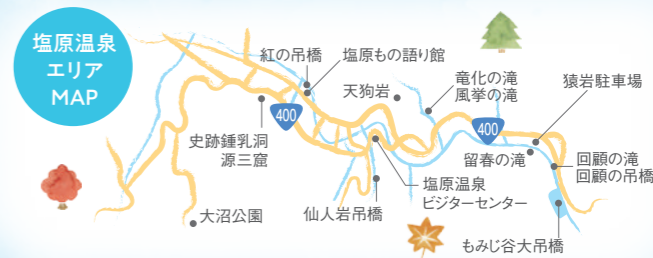 塩原温泉
エリア
MAP
紅の吊橋
塩原もの語り館
天狗岩
竜化の滝
風挙の滝
猿岩駐車場
400
400
史跡鍾乳洞
源三窟
留春の滝
回顧の滝
回顧の吊橋
塩原温泉
ビジターセンター
大沼公園
仙人岩吊橋
もみじ谷大吊橋